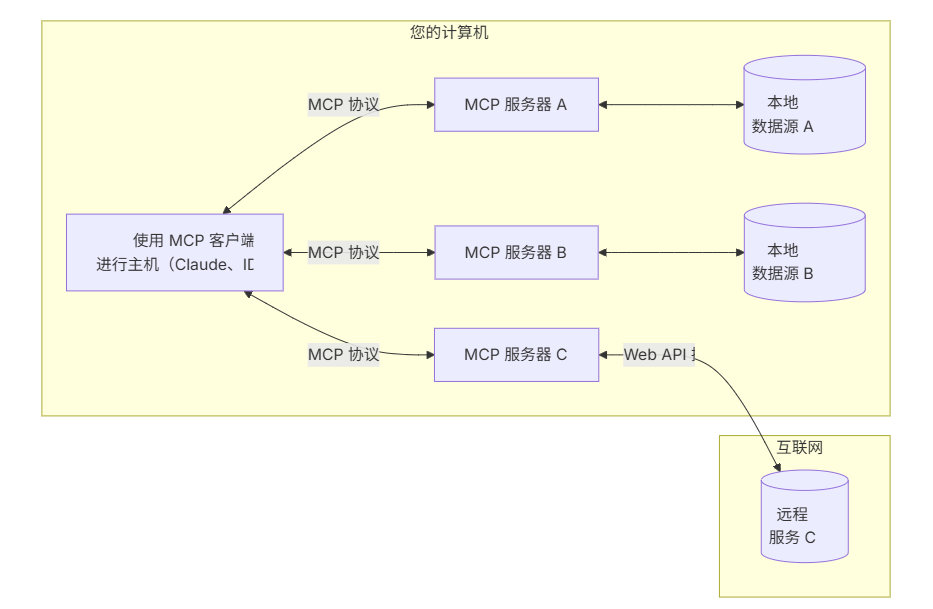 您的计算机
MCP 协议
MCP 服务器 A
本地
数据源 A
使用 MCP 客户端
进行主机（Claude、
MCP 协议
MCP 服务器 B
本地
数据源 B
MCP 协议
MCP 服务器 C
Web API
互联网
远程
服务 C